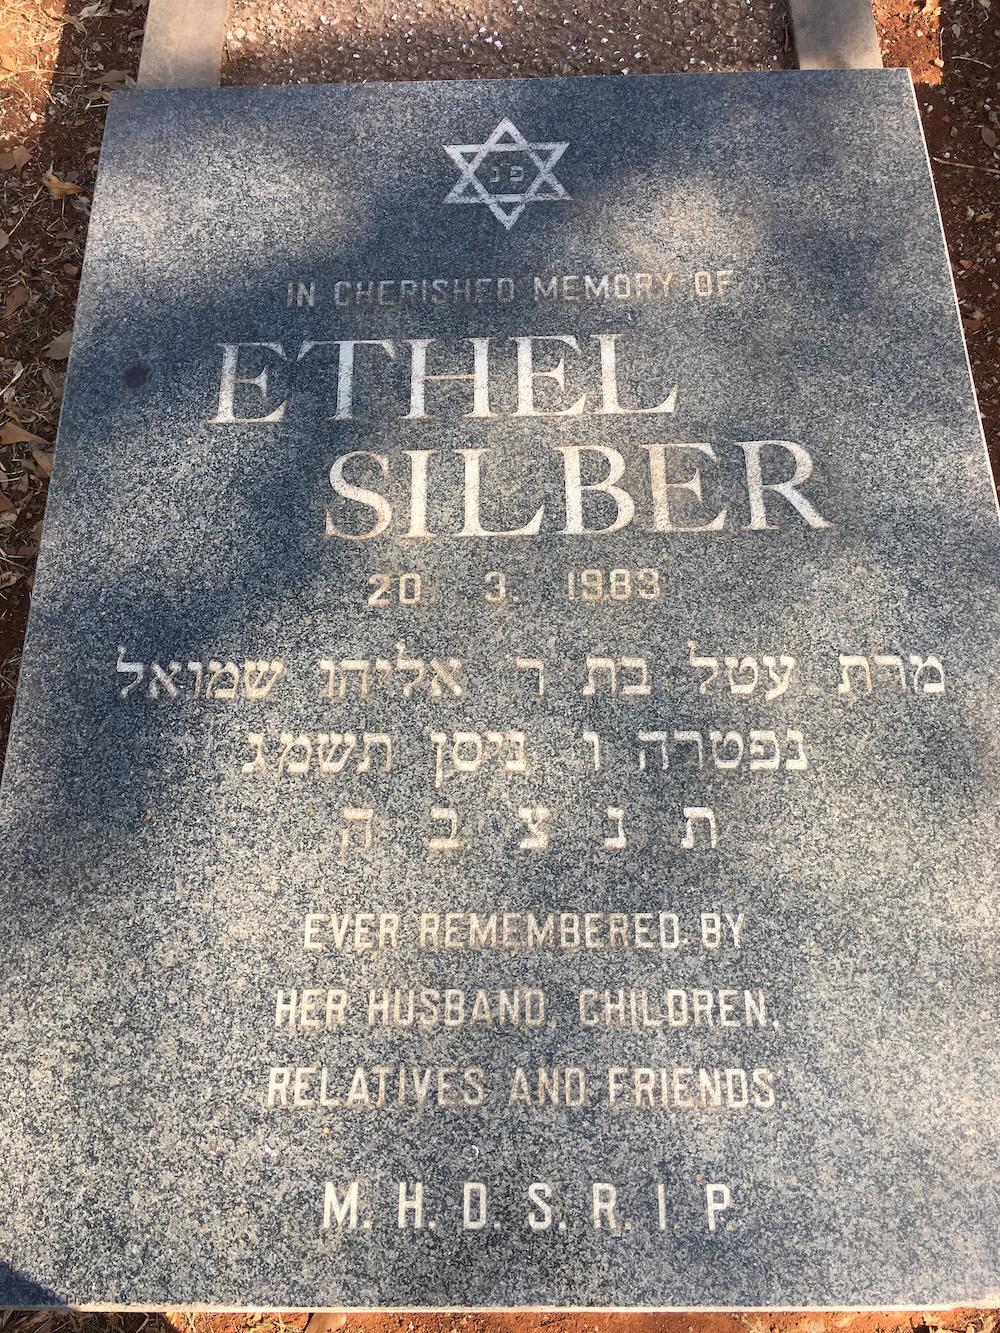 פנ
IN CHERISHED MEMORY OF
ETHEL
SILBER
20. 3. 1983
מרת עטל בת ר' אליהו שמואל
נפטרה ו' ניסן תשמג
ת נ צ ב ה
EVER REMEMBERED BY
HER HUSBAND, CHILDREN,
RELATIVES AND FRIENDS.
M. H. D. S. R. I. P.